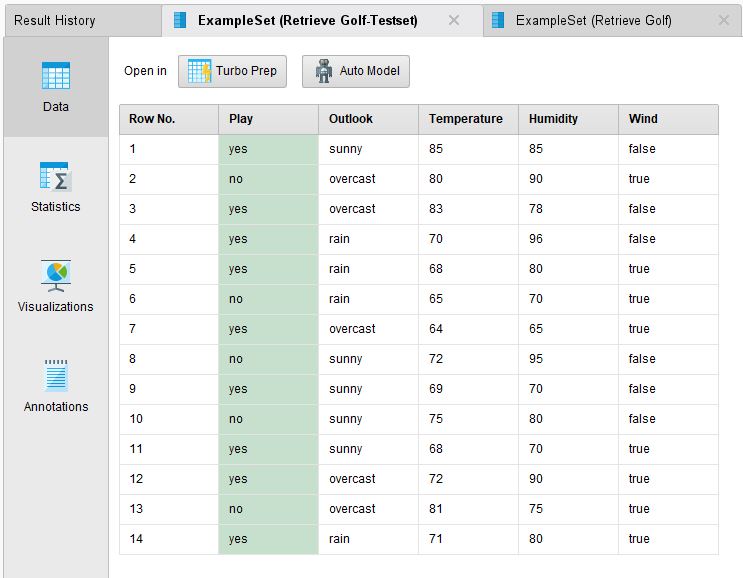 Result History ExampleSet (Retrieve Golf-Testset) ExampleSet (Retrieve Golf)
Open in Turbo Prep Auto Model
Data
Statistics
Visualizations
Annotations
Row No. Play Outlook Temperature Humidity Wind
1 yes sunny 85 85 false
2 no overcast 80 90 true
3 yes overcast 83 78 false
4 yes rain 70 96 false
5 yes rain 68 80 true
6 no rain 65 70 true
7 yes overcast 64 65 true
8 no sunny 72 95 false
9 yes sunny 69 70 false
10 no sunny 75 80 false
11 yes sunny 68 70 true
12 yes overcast 72 90 true
13 no overcast 81 75 true
14 yes rain 71 80 true